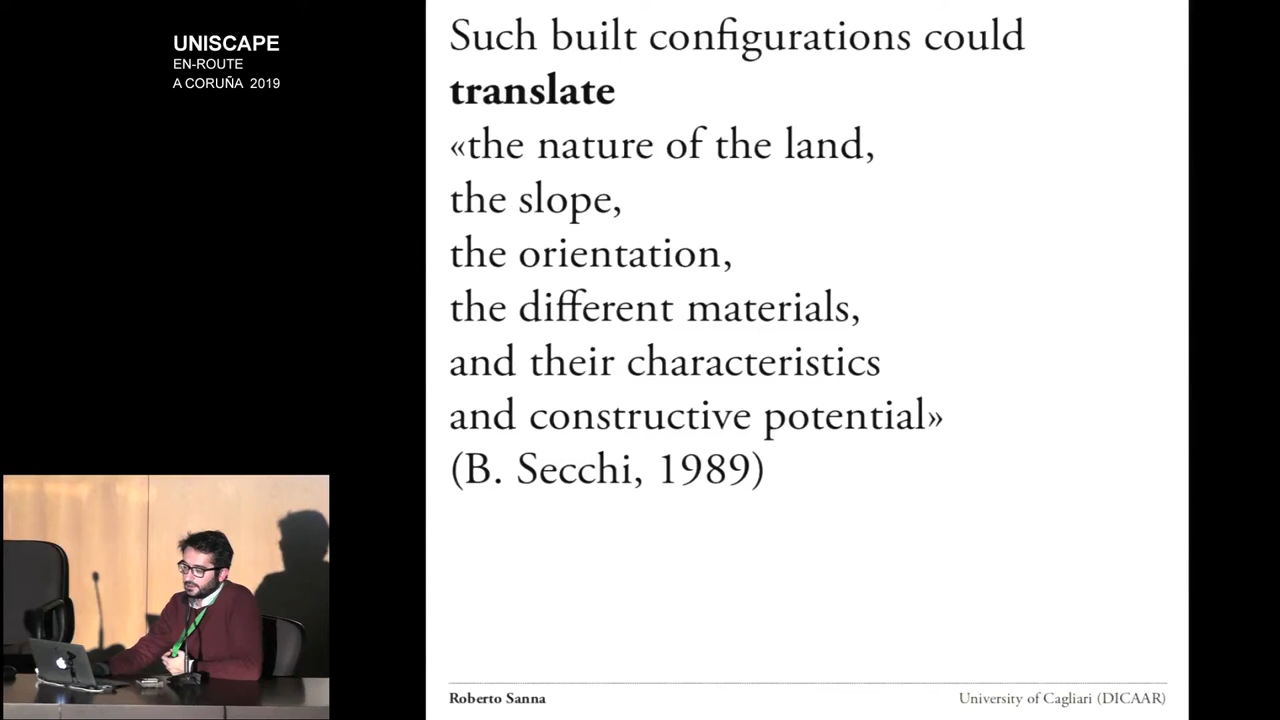 UNISCAPE
EN-ROUTE
A CORUÑA 2019
Such built configurations could
translate
«the nature of the land,
the slope,
the orientation,
the different materials,
and their characteristics
and constructive potential»
(B. Secchi, 1989)
Roberto Sanna
University of Cagliari (DICAAR)